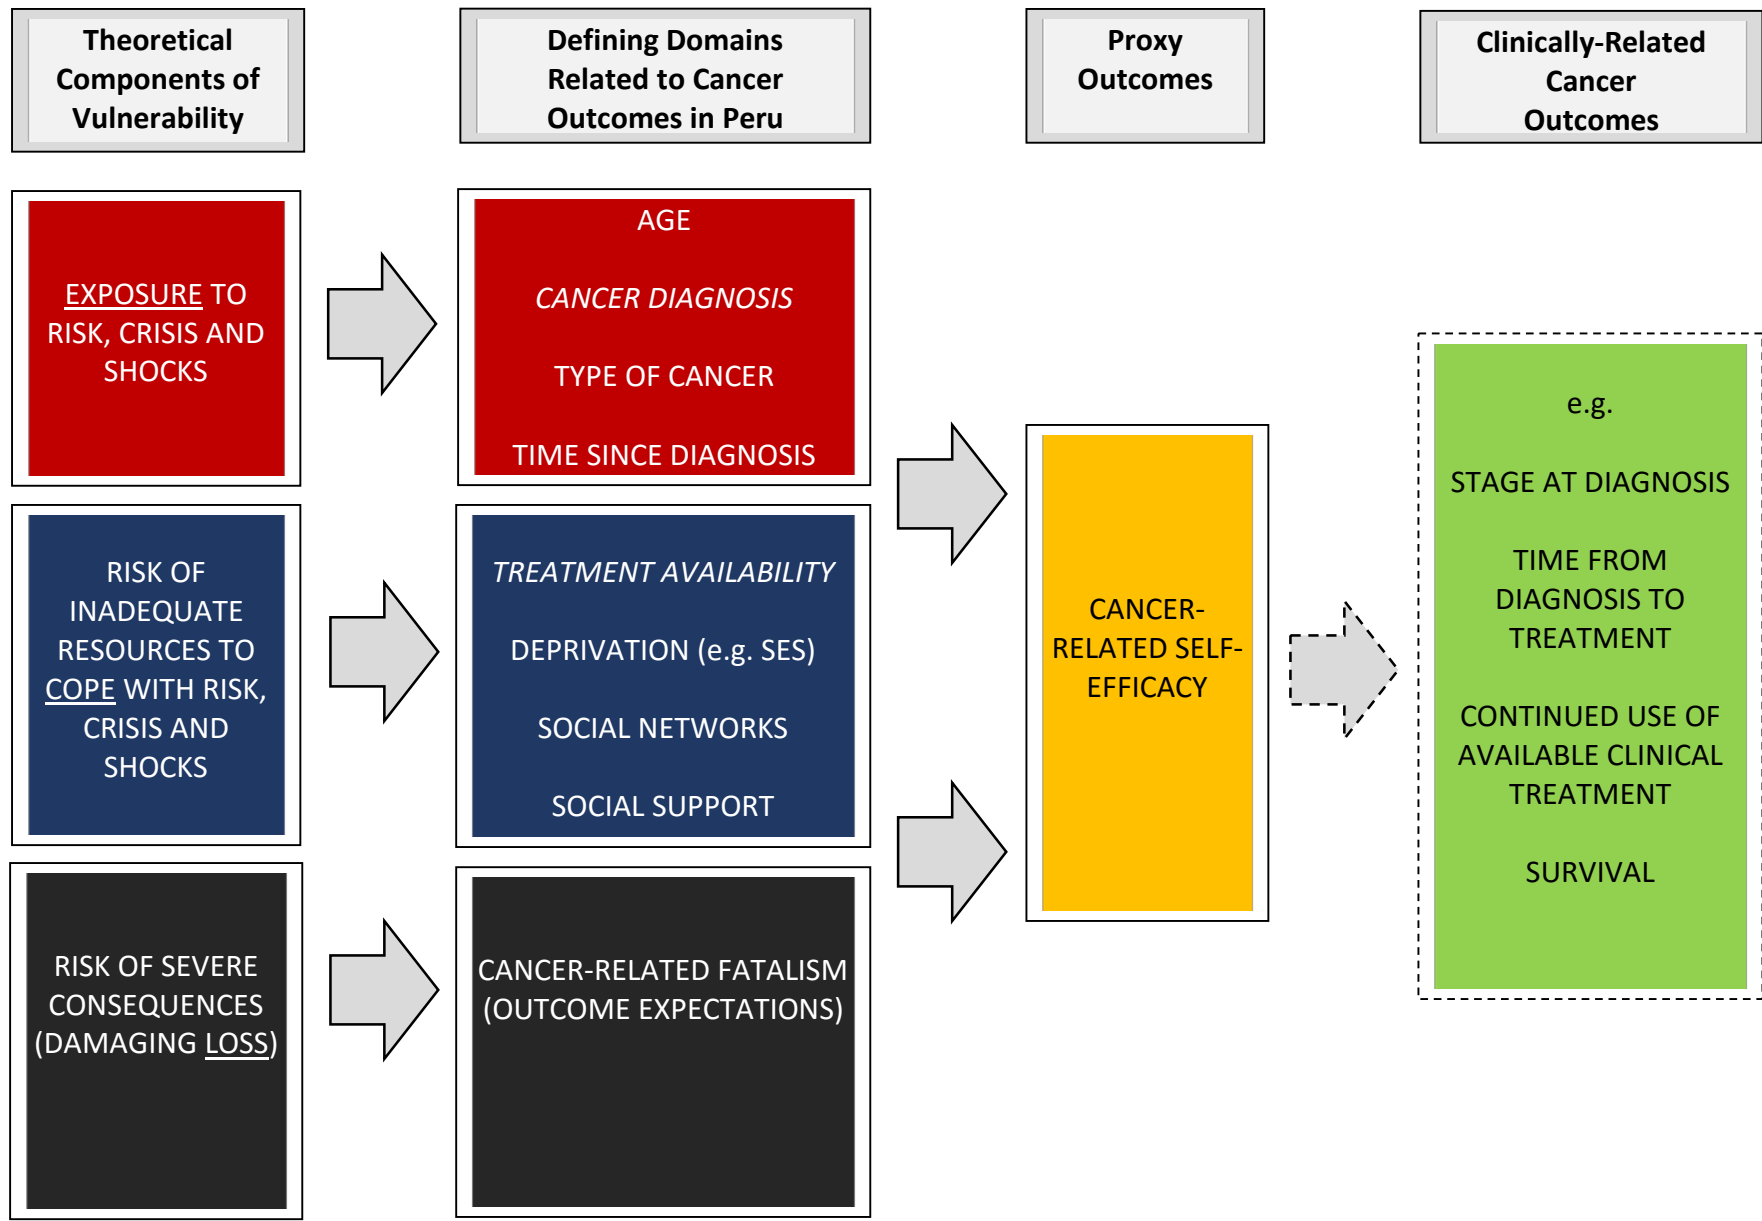 Theoretical
Components of
Vulnerability
Defining Domains
Related to Cancer
Outcomes in Peru
Proxy
Outcomes
Clinically-Related
Cancer
Outcomes
EXPOSURE TO
RISK, CRISIS AND
SHOCKS
AGE
CANCER DIAGNOSIS
TYPE OF CANCER
TIME SINCE DIAGNOSIS
RISK OF
INADEQUATE
RESOURCES TO
COPE WITH RISK,
CRISIS AND
SHOCKS
TREATMENT AVAILABILITY
DEPRIVATION (e.g. SES)
SOCIAL NETWORKS
SOCIAL SUPPORT
RISK OF SEVERE
CONSEQUENCES
(DAMAGING LOSS)
CANCER-RELATED FATALISM
(OUTCOME EXPECTATIONS)
CANCER-
RELATED SELF-
EFFICACY
e.g.
STAGE AT DIAGNOSIS
TIME FROM
DIAGNOSIS TO
TREATMENT
CONTINUED USE OF
AVAILABLE CLINICAL
TREATMENT
SURVIVAL